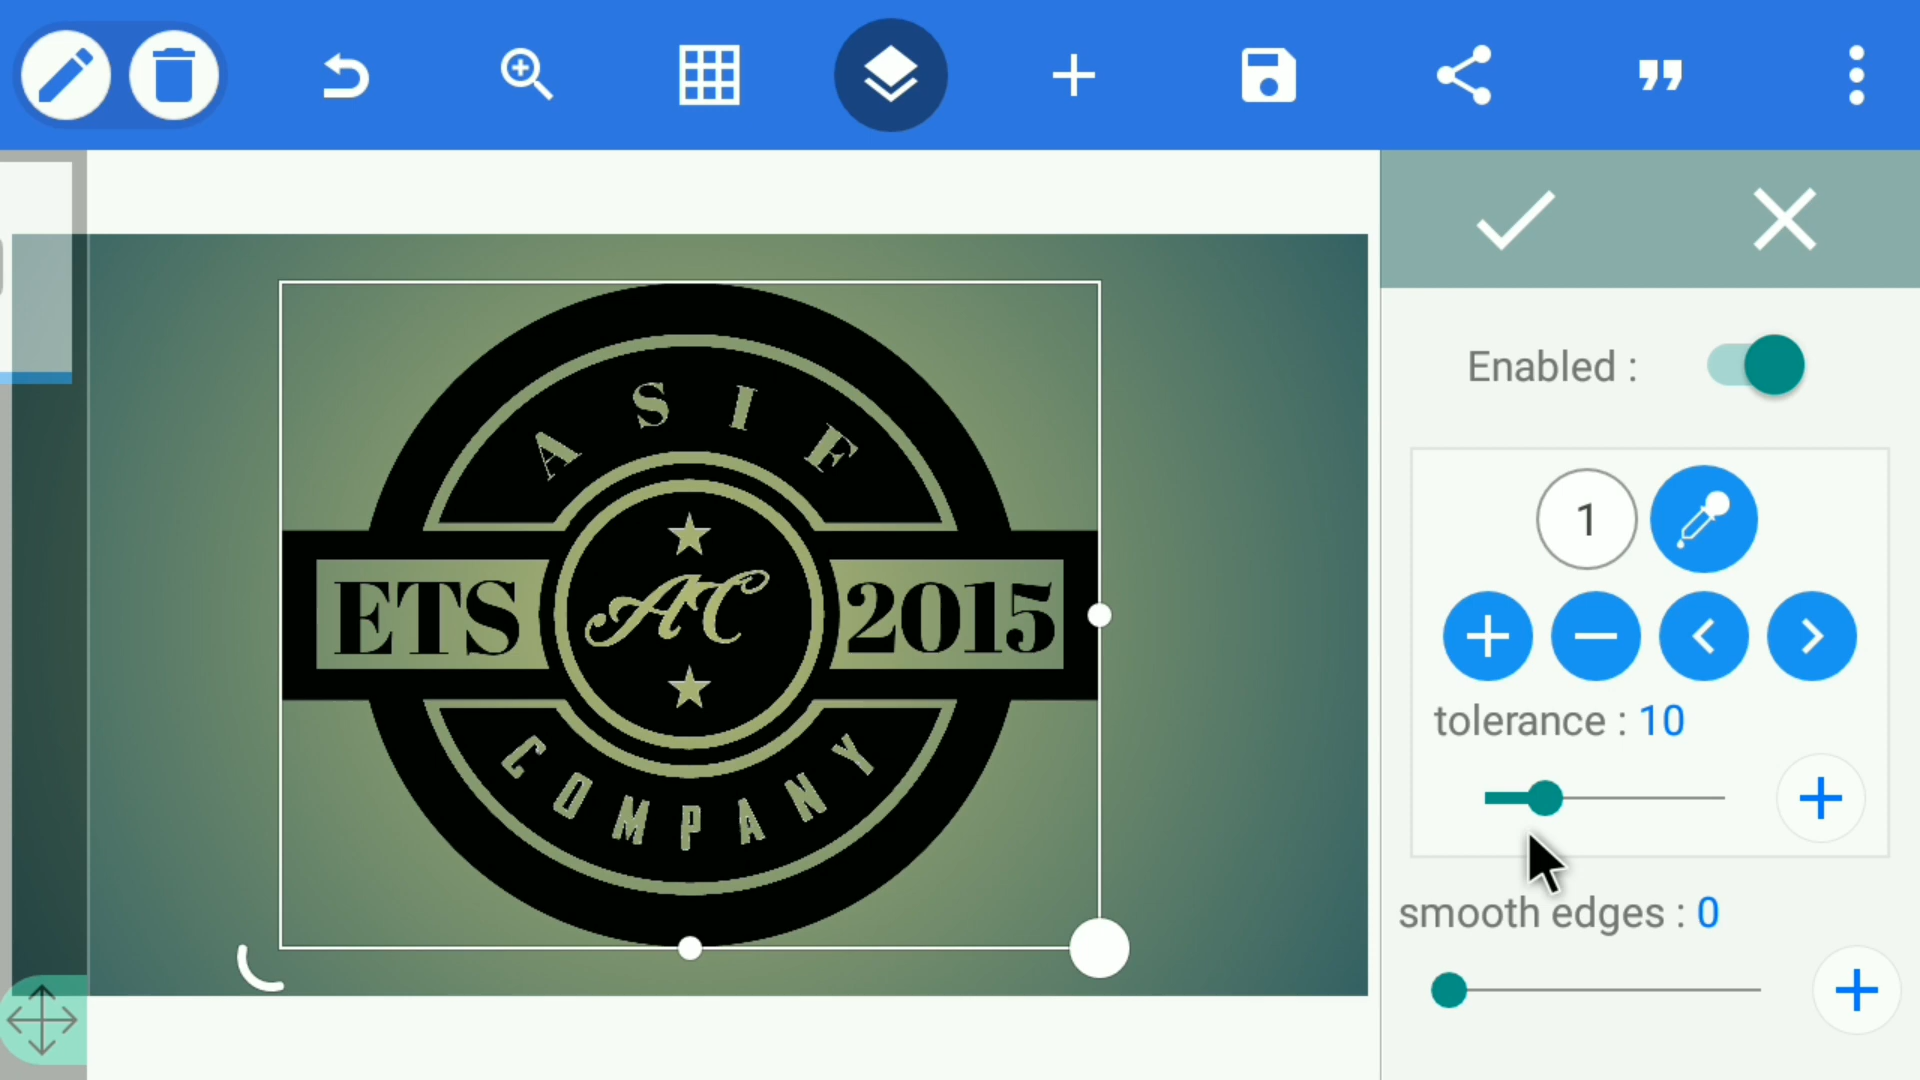 Enabled :
1
tolerance : 10
smooth edges : 0
ASIF
ETS AC 2015
COMPANY